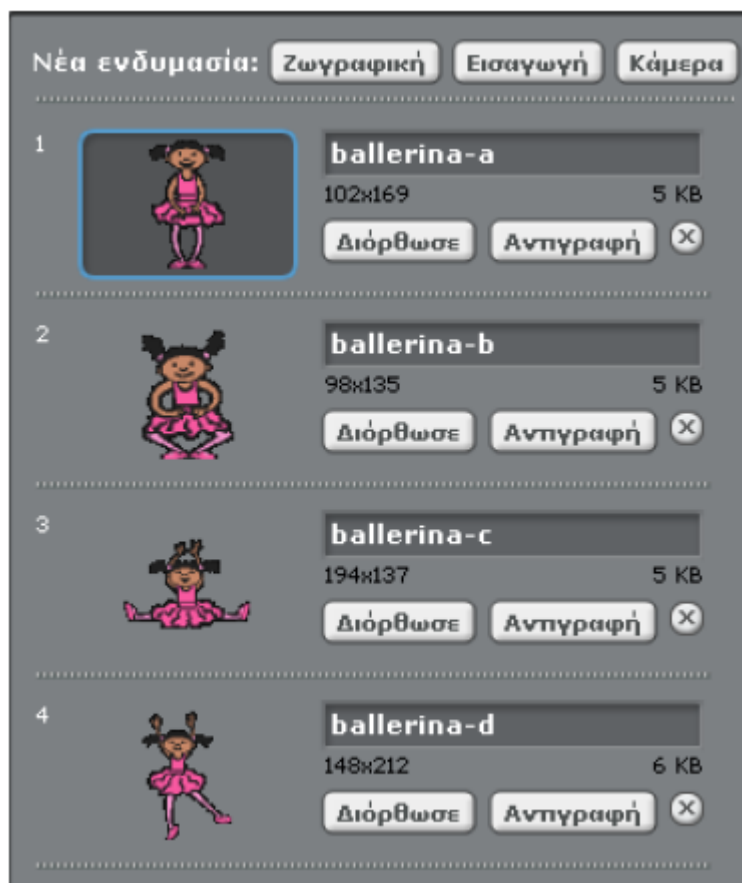 Νέα ενδυμασία: Ζωγραφική Εισαγωγή Κάμερα
1
ballerina-a
102x169 5 KB
Διόρθωσε Αντιγραφή
2
ballerina-b
98x135 5 KB
Διόρθωσε Αντιγραφή
3
ballerina-c
194x137 5 KB
Διόρθωσε Αντιγραφή
4
ballerina-d
148x212 6 KB
Διόρθωσε Αντιγραφή